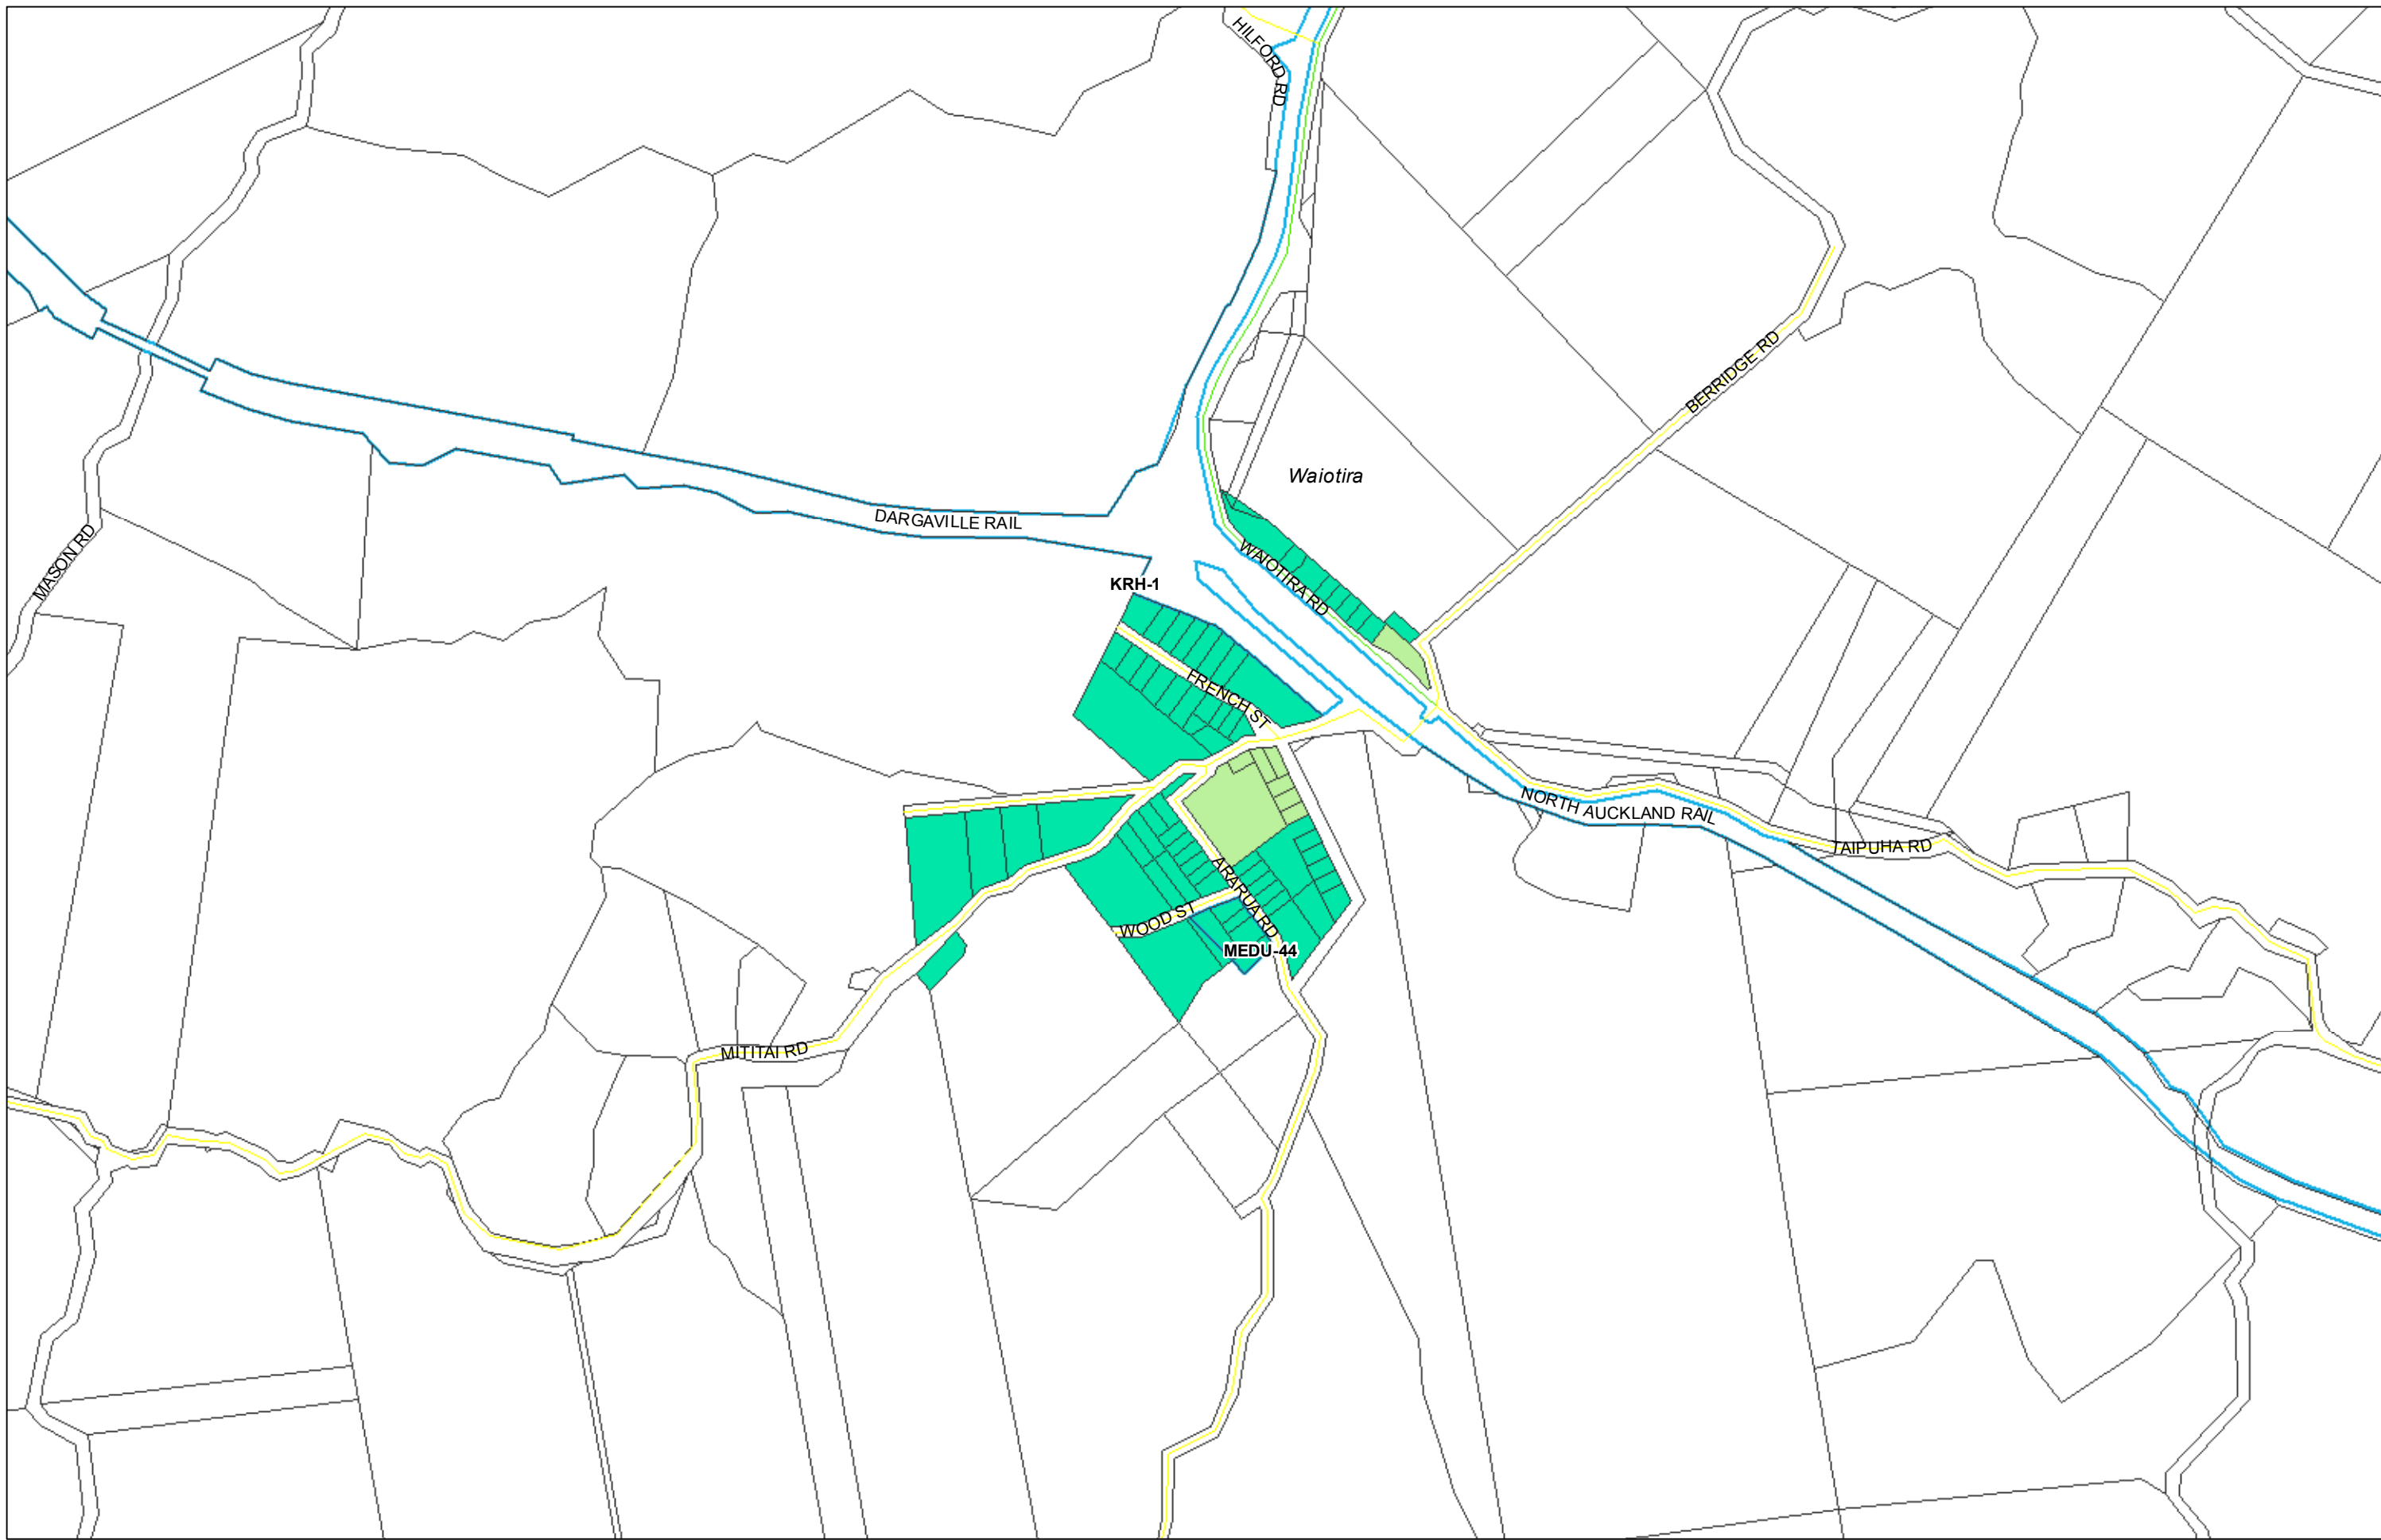 HILFORD RD
BERRIDGE RD
Waiotira
DARGAVILLE RAIL
MASON RD
WAIOTIRA RD
KRH-1
FRENCH ST
NORTH AUCKLAND RAIL
TAIPUHA RD
ARARUA RD
WOOD ST
MEDU-44
MITITAI RD